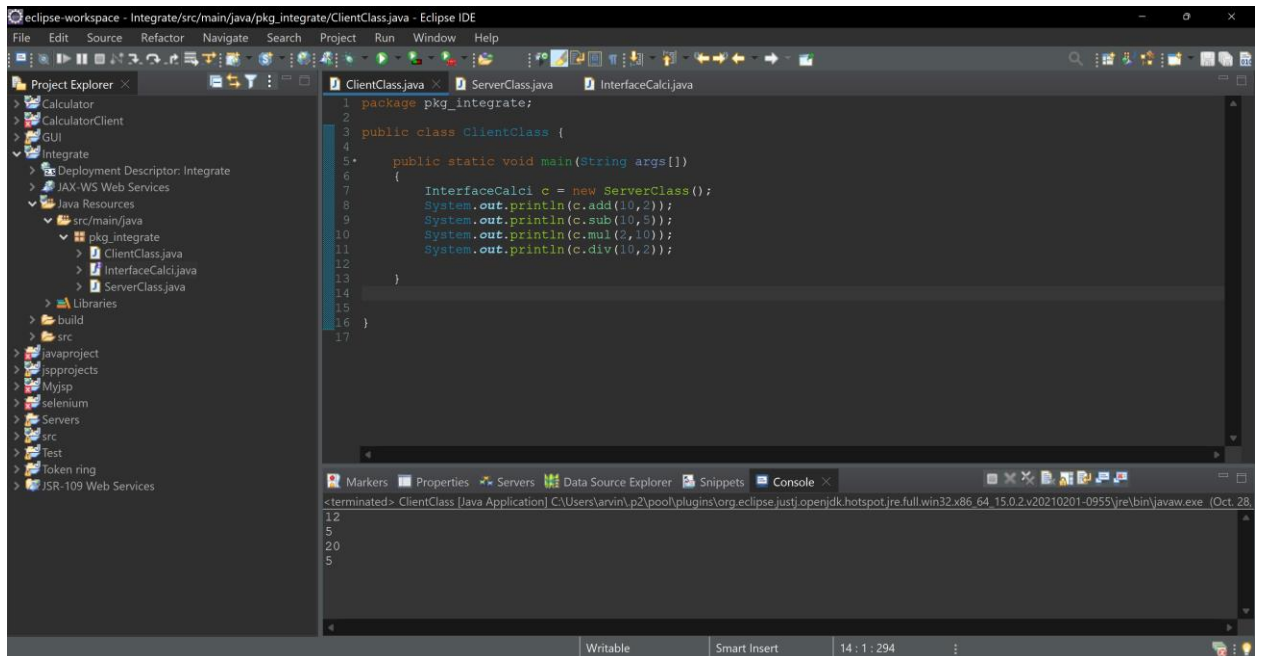 eclipse-workspace - Integrate/src/main/java/pkg_integrate/ClientClass.java - Eclipse IDE
File Edit Source Refactor Navigate Search Project Run Window Help
Project Explorer
ClientClass.java ServerClass.java InterfaceCalci.java
Calculator
CalculatorClient
GUI
Integrate
Deployment Descriptor: Integrate
JAX-WS Web Services
Java Resources
src/main/java
pkg_integrate
ClientClass.java
InterfaceCalci.java
ServerClass.java
Libraries
build
src
javaproject
jspprojects
Myjsp
selenium
Servers
src
Test
Token ring
JSR-109 Web Services
1 package pkg_integrate;
2
3 public class ClientClass {
4
5 public static void main(String args[])
6 {
7 InterfaceCalci c = new ServerClass();
8 System.out.println(c.add(10,2));
9 System.out.println(c.sub(10,5));
10 System.out.println(c.mul(2,10));
11 System.out.println(c.div(10,2));
12
13 }
14
15
16 }
17
Markers Properties Servers Data Source Explorer Snippets Console
<terminated> ClientClass [Java Application] C:\Users\arvin\.p2\pool\plugins\org.eclipse.justj.openjdk.hotspot.jre.full.win32.x86_64_15.0.2.v20210201-0955\jre\bin\javaw.exe (Oct. 28,
12
5
20
5
Writable Smart Insert 14 : 1 : 294